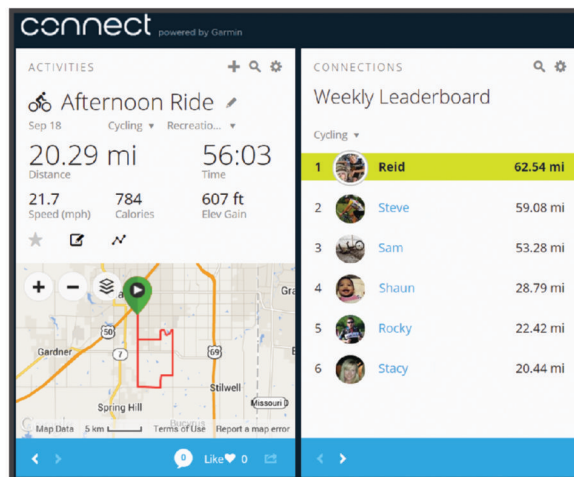 connect powered by Garmin
ACTIVITIES
Afternoon Ride
Sep 18 Cycling Recreatio...
20.29 mi 56:03
Distance Time
21.7 784 607 ft
Speed (mph) Calories Elev Gain
50
Gardner 7 69
Stilwell
Spring Hill Missouri
Bucyrus
Map Data 5 km Terms of Use Report a map error
0 Like 0
CONNECTIONS
Weekly Leaderboard
Cycling
1 Reid 62.54 mi
2 Steve 59.08 mi
3 Sam 53.28 mi
4 Shaun 28.79 mi
5 Rocky 22.42 mi
6 Stacy 20.44 mi